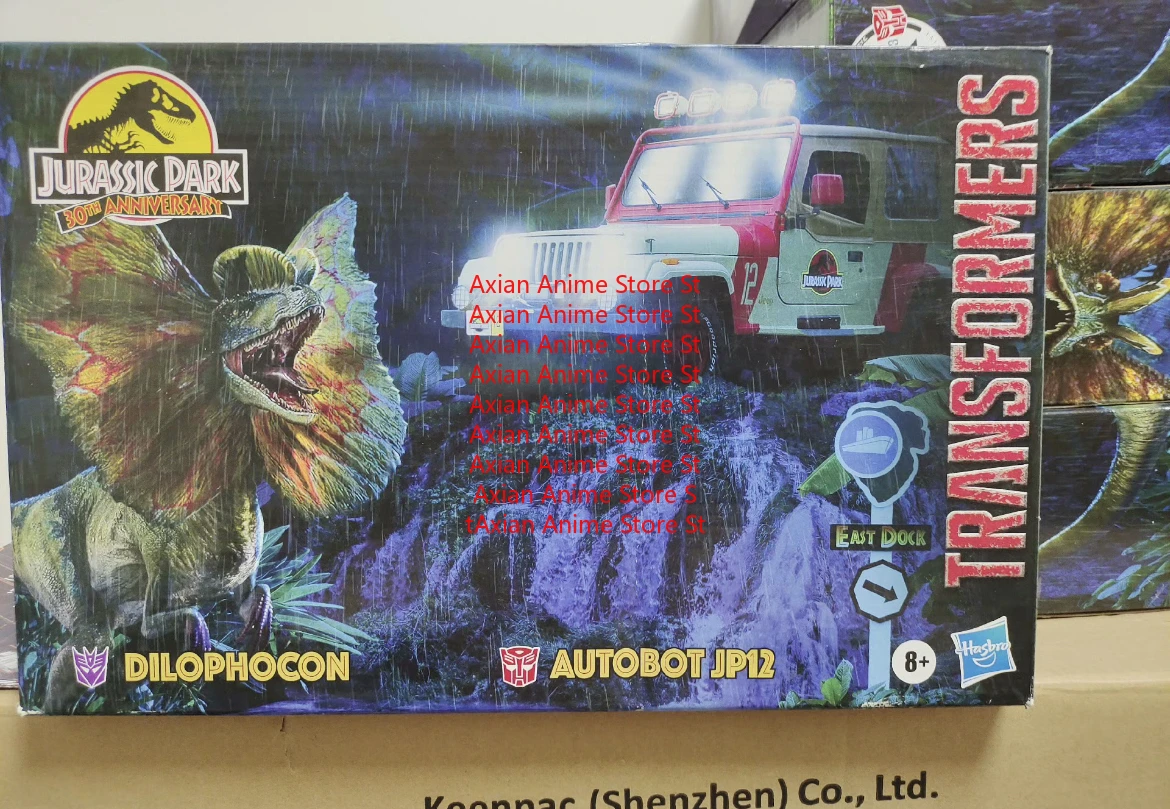 JURASSIC PARK
30TH ANNIVERSARY
TRANSFORMERS
12
JURASSIC PARK
Jeep
Axian Anime Store St
Axian Anime Store St
Axian Anime Store St
Axian Anime Store St
Axian Anime Store St
Axian Anime Store St
Axian Anime Store St
Axian Anime Store S
tAxian Anime Store St
EAST DOCK
DILOPHOCON
AUTOBOT JP12
8+
Hasbro
(Shenzhen) Co., Ltd.